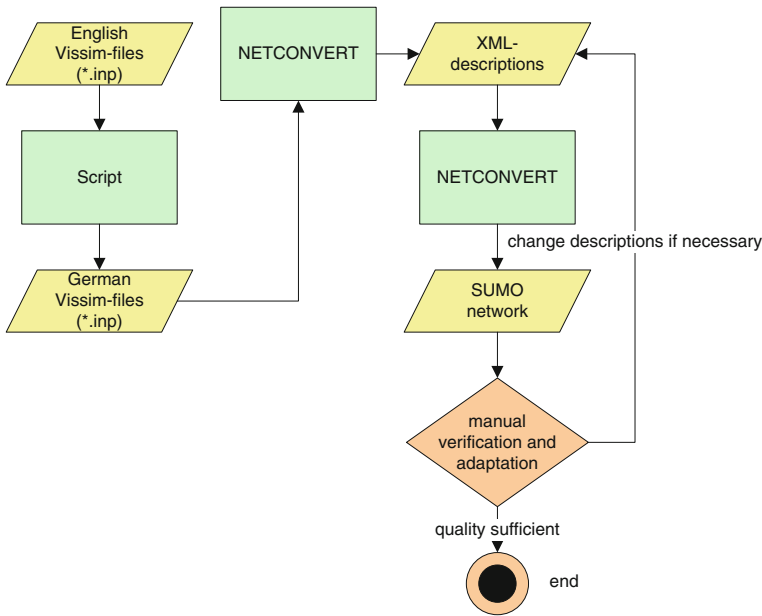 English
Vissim-files
(*.inp)
Script
German
Vissim-files
(*.inp)
NETCONVERT
XML-
descriptions
NETCONVERT
change descriptions if necessary
SUMO
network
manual
verification and
adaptation
quality sufficient
end